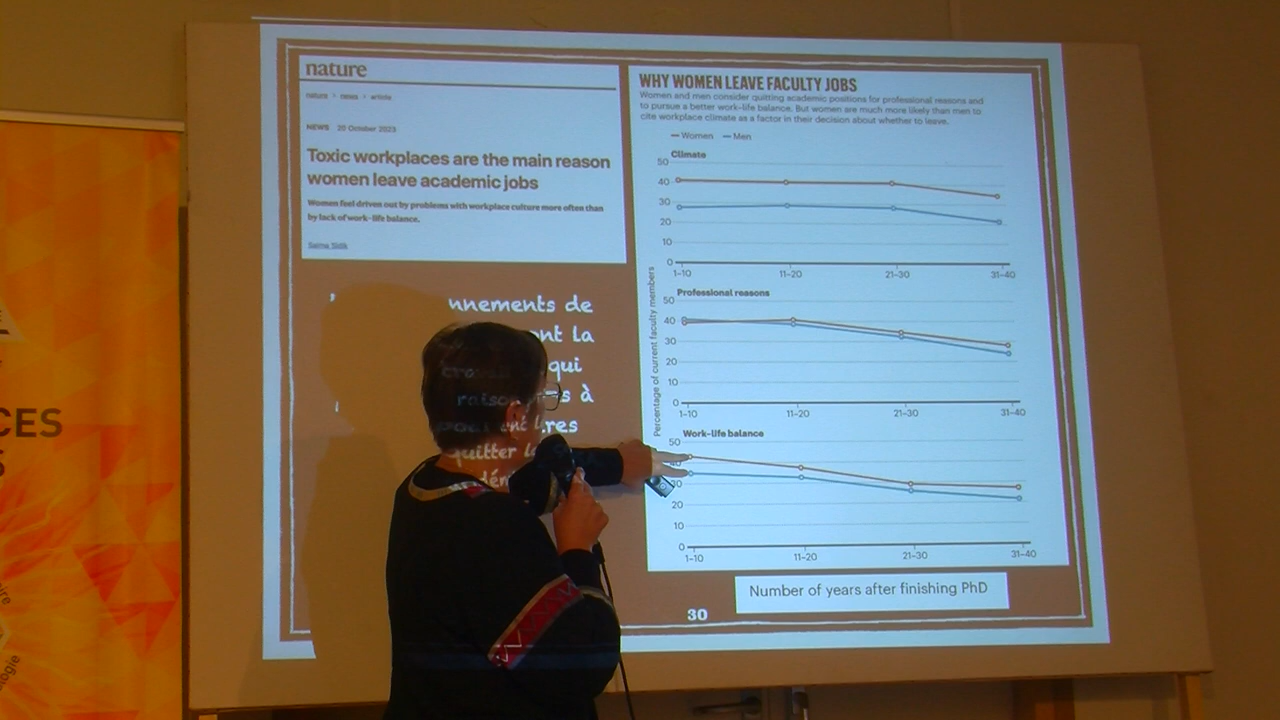 nature
nature > news > article
NEWS 20 October 2023
Toxic workplaces are the main reason
women leave academic jobs
Women feel driven out by problems with workplace culture more often than
by lack of work-life balance.
Saima Sidik
nnements de
ont la
travail qui
raison à
pour
quitter
WHY WOMEN LEAVE FACULTY JOBS
Women and men consider quitting academic positions for professional reasons and
to pursue a better work-life balance. But women are much more likely than men to
cite workplace climate as a factor in their decision about whether to leave.
Women Men
Percentage of current faculty members
Climate
50
40
30
20
10
0
1–10 11–20 21–30 31–40
Professional reasons
50
40
30
20
10
0
1–10 11–20 21–30 31–40
Work-life balance
50
40
30
20
10
0
1–10 11–20 21–30 31–40
Number of years after finishing PhD
30
CES